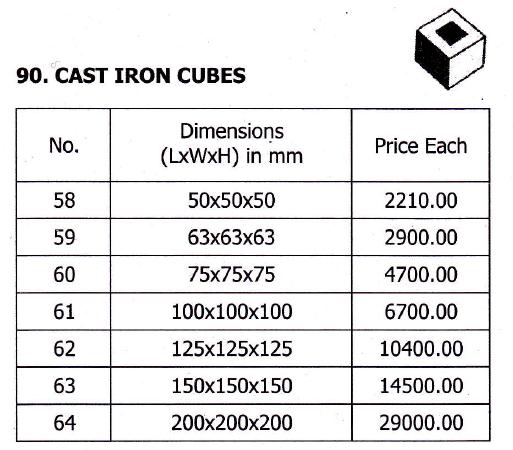 90. CAST IRON CUBES
No. Dimensions (LxWxH) in mm Price Each
58 50x50x50 2210.00
59 63x63x63 2900.00
60 75x75x75 4700.00
61 100x100x100 6700.00
62 125x125x125 10400.00
63 150x150x150 14500.00
64 200x200x200 29000.00